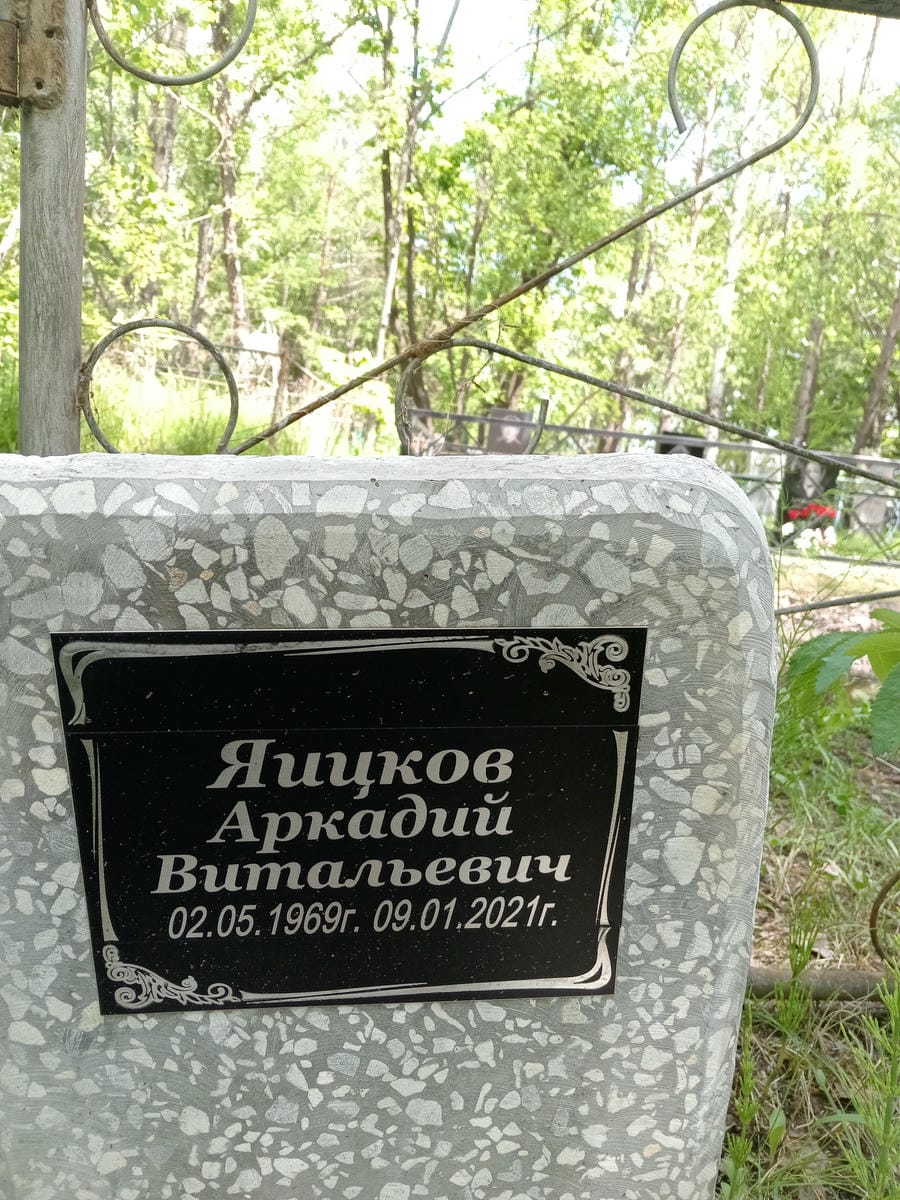 Яицков
Аркадий
Витальевич
02.05.1969г. 09.01.2021г.